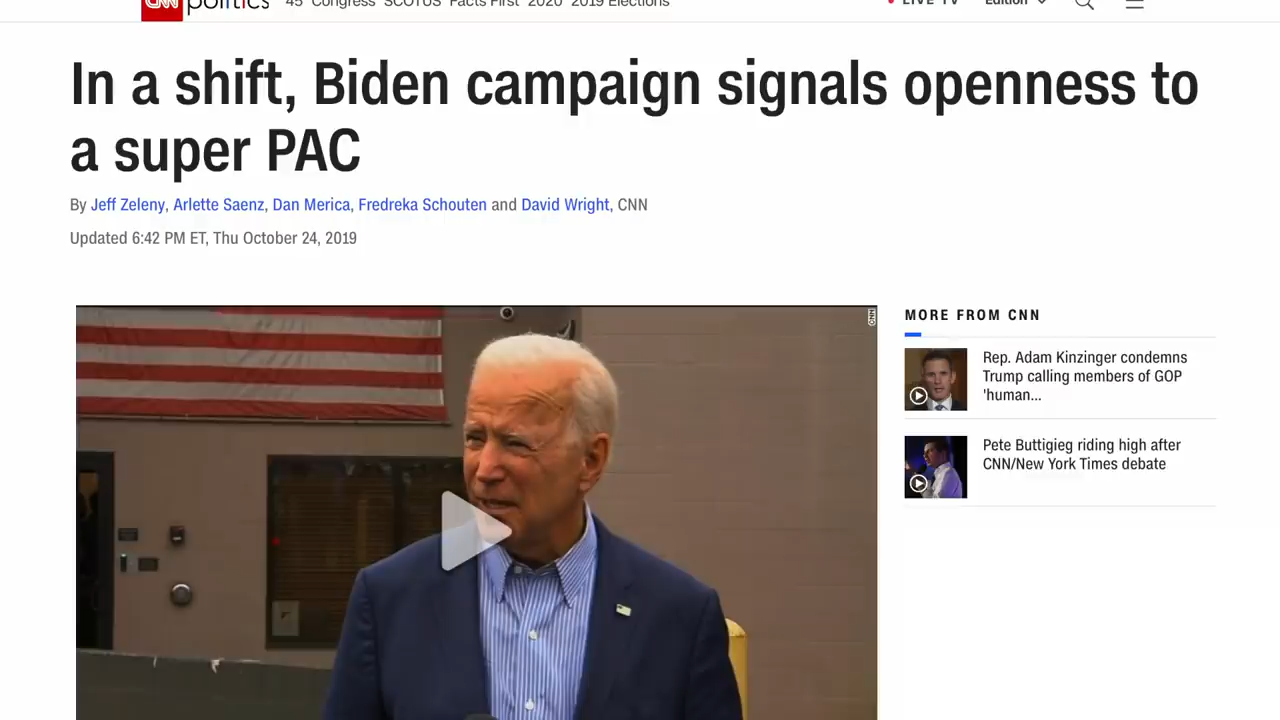 CNN politics 45 Congress SCOTUS Facts First 2020 2019 Elections LIVE TV Edition
In a shift, Biden campaign signals openness to
a super PAC
By Jeff Zeleny, Arlette Saenz, Dan Merica, Fredreka Schouten and David Wright, CNN
Updated 6:42 PM ET, Thu October 24, 2019
CNN
MORE FROM CNN
Rep. Adam Kinzinger condemns
Trump calling members of GOP
'human...
Pete Buttigieg riding high after
CNN/New York Times debate